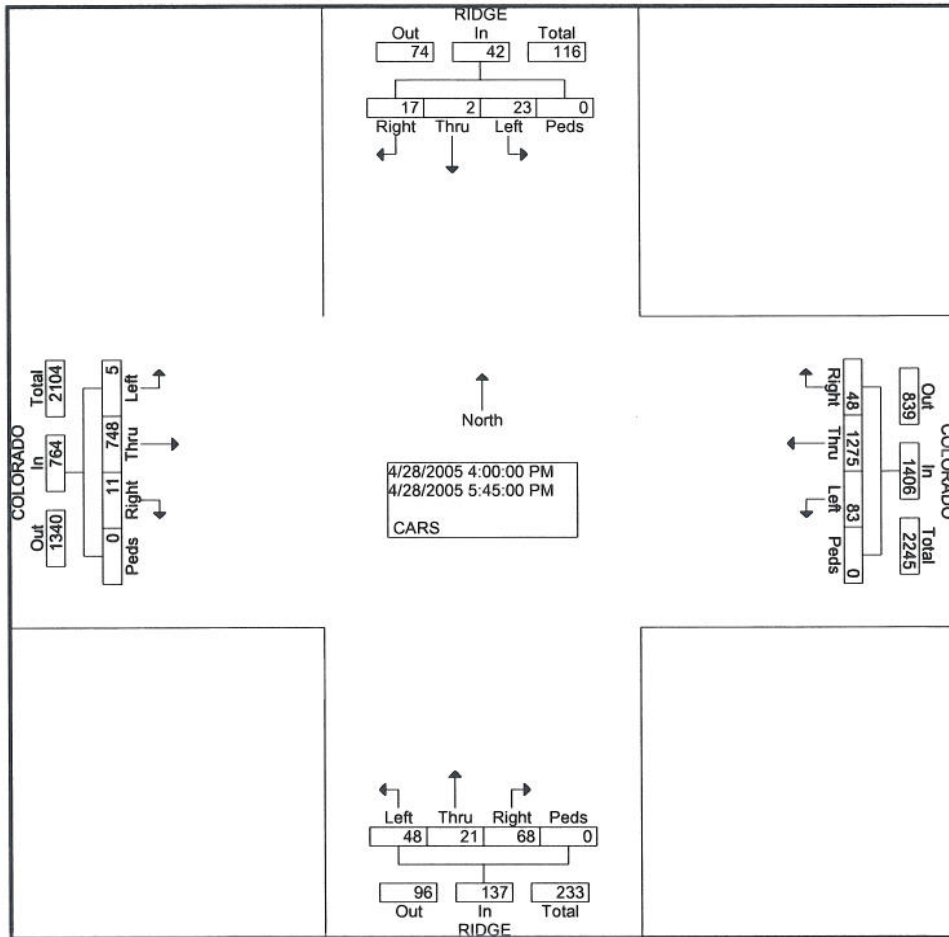 RIDGE
Out In Total
74 42 116
17 2 23 0
Right Thru Left Peds
COLORADO
Total 2104
In 764
Out 1340
5 748 11 0
Left Thru Right Peds
North
4/28/2005 4:00:00 PM
4/28/2005 5:45:00 PM
CARS
Right Thru Left Peds
48 1275 83 0
Out 839
In 1406
Total 2245
COLORADO
Left Thru Right Peds
48 21 68 0
96 137 233
Out In Total
RIDGE